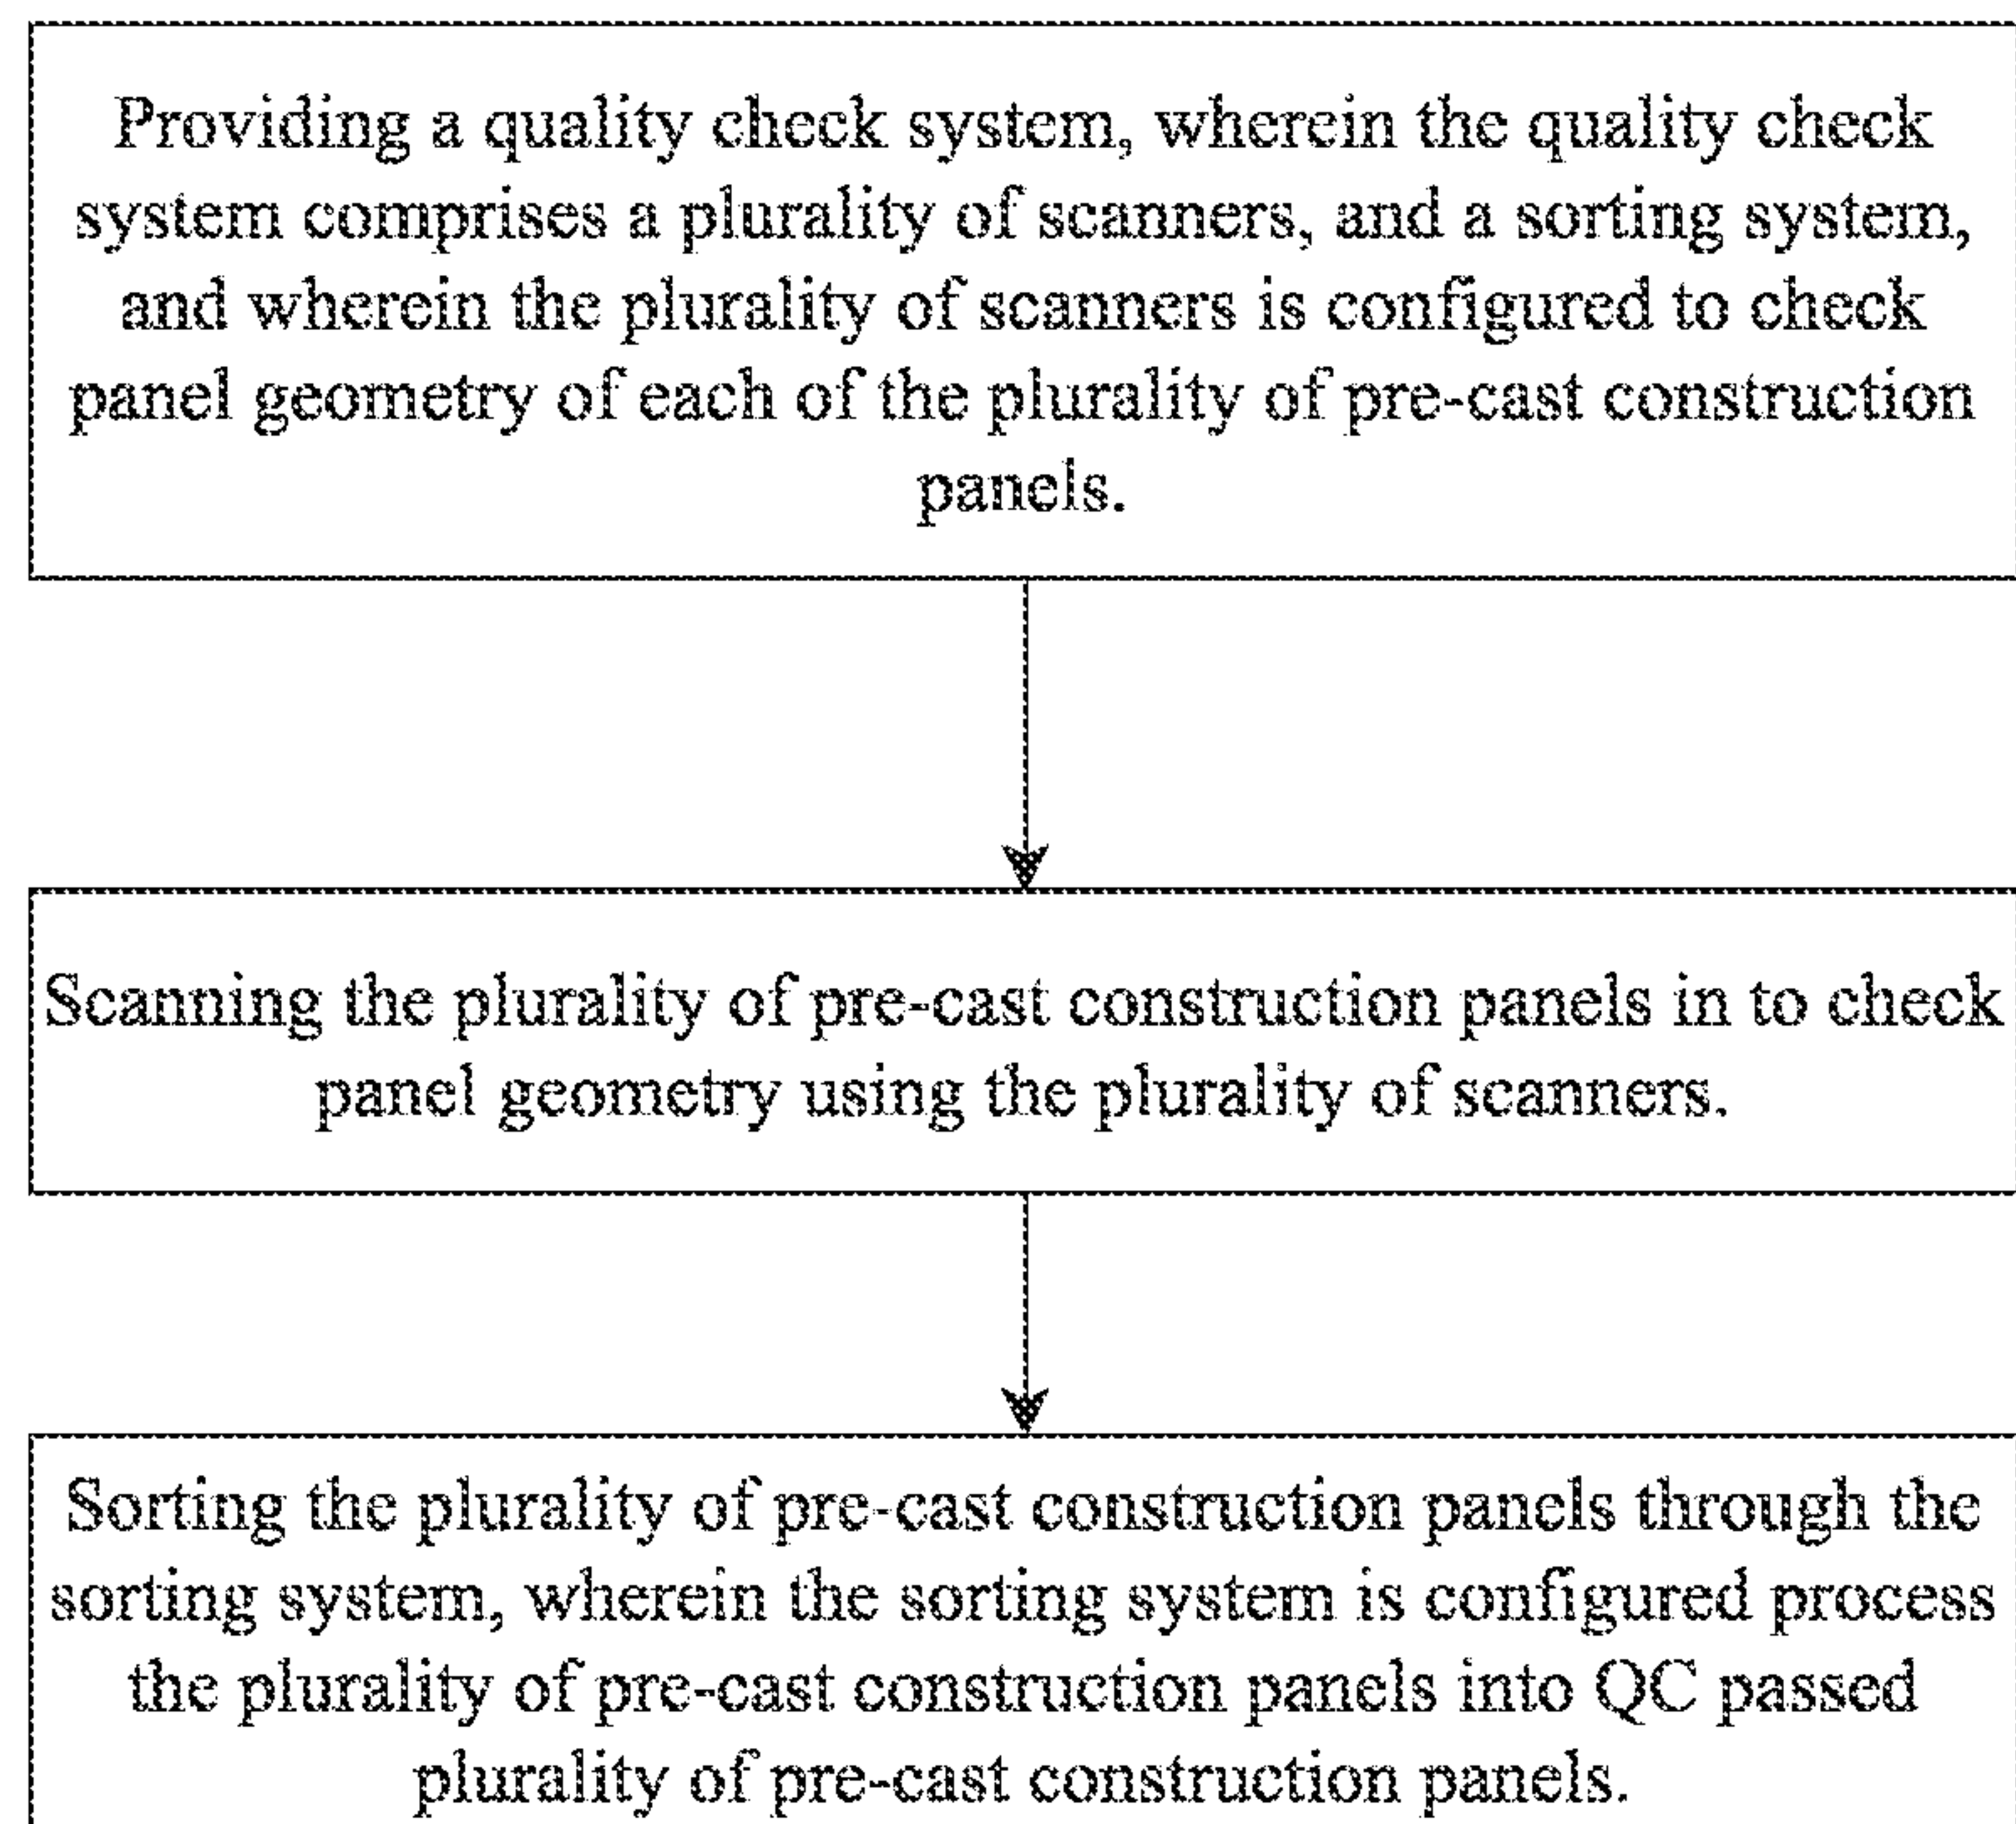 Providing a quality check system, wherein the quality check
system comprises a plurality of scanners, and a sorting system,
and wherein the plurality of scanners is configured to check
panel geometry of each of the plurality of pre-cast construction
panels.
Scanning the plurality of pre-cast construction panels in to check
panel geometry using the plurality of scanners.
Sorting the plurality of pre-cast construction panels through the
sorting system, wherein the sorting system is configured process
the plurality of pre-cast construction panels into QC passed
plurality of pre-cast construction panels.